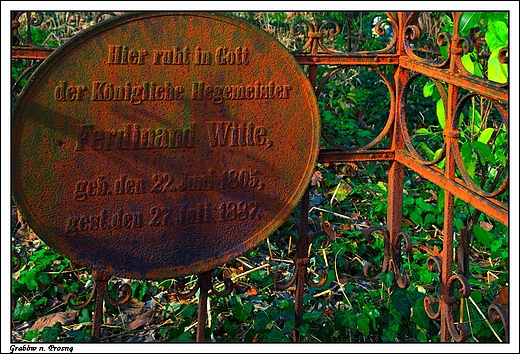 Hier ruht in Gott
der Königliche Hegemeister
Ferdinand Witte,
geb. den 22. Juni 1805,
gest. den 27. Juli 1887.
Grabów n. Prosną